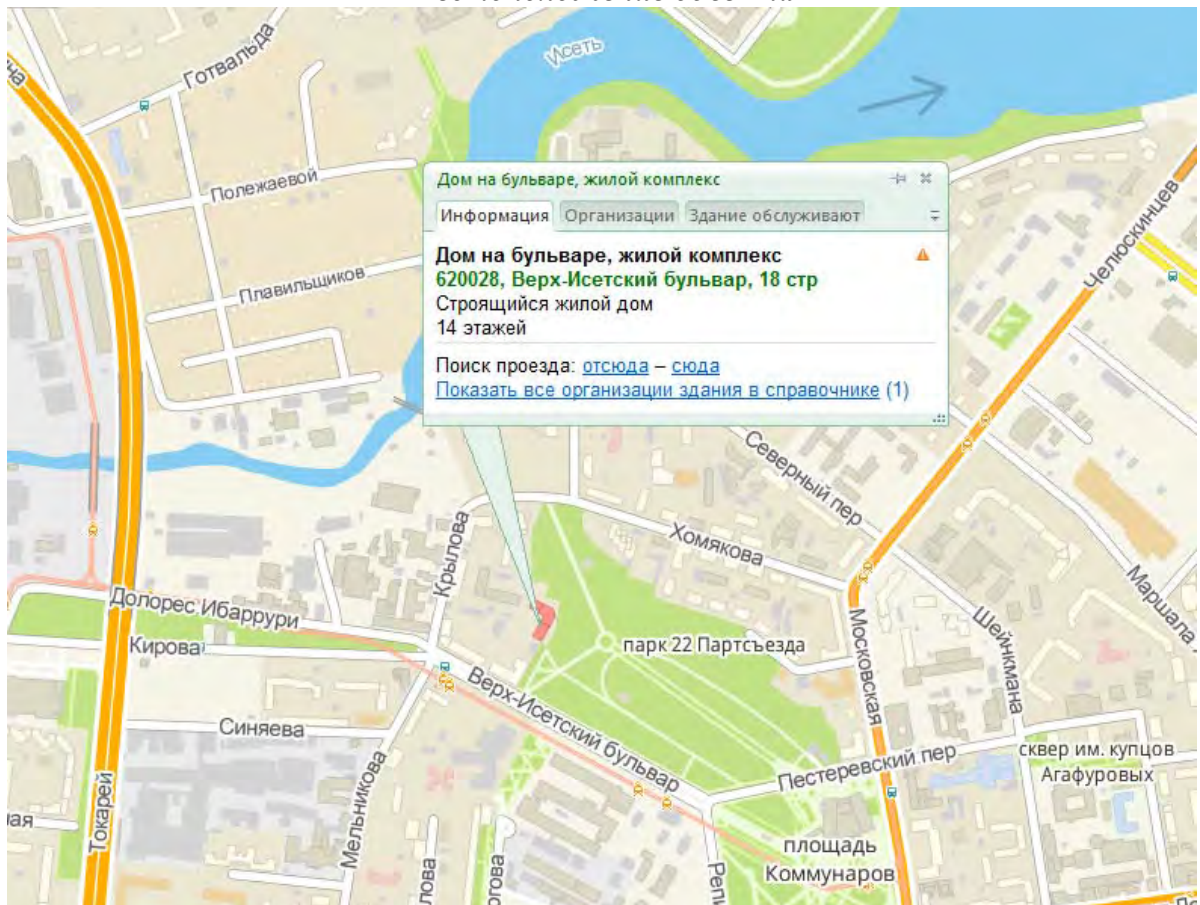 Готвальда
Исеть
Полежаевой
Плавильщиков
Челюскинцев
Дом на бульваре, жилой комплекс
Информация Организации Здание обслуживают
Дом на бульваре, жилой комплекс
620028, Верх-Исетский бульвар, 18 стр
Строящийся жилой дом
14 этажей
Поиск проезда: отсюда – сюда
Показать все организации здания в справочнике (1)
Северный пер
Хомякова
Крылова
Маршала
Долорес Ибаррури
Кирова
парк 22 Партсъезда
Московская
Шейнкмана
Верх-Исетский бульвар
Синяева
Мельникова
Токарей
Пестеревский пер
сквер им. купцов
Агафуровых
площадь
Коммунаров